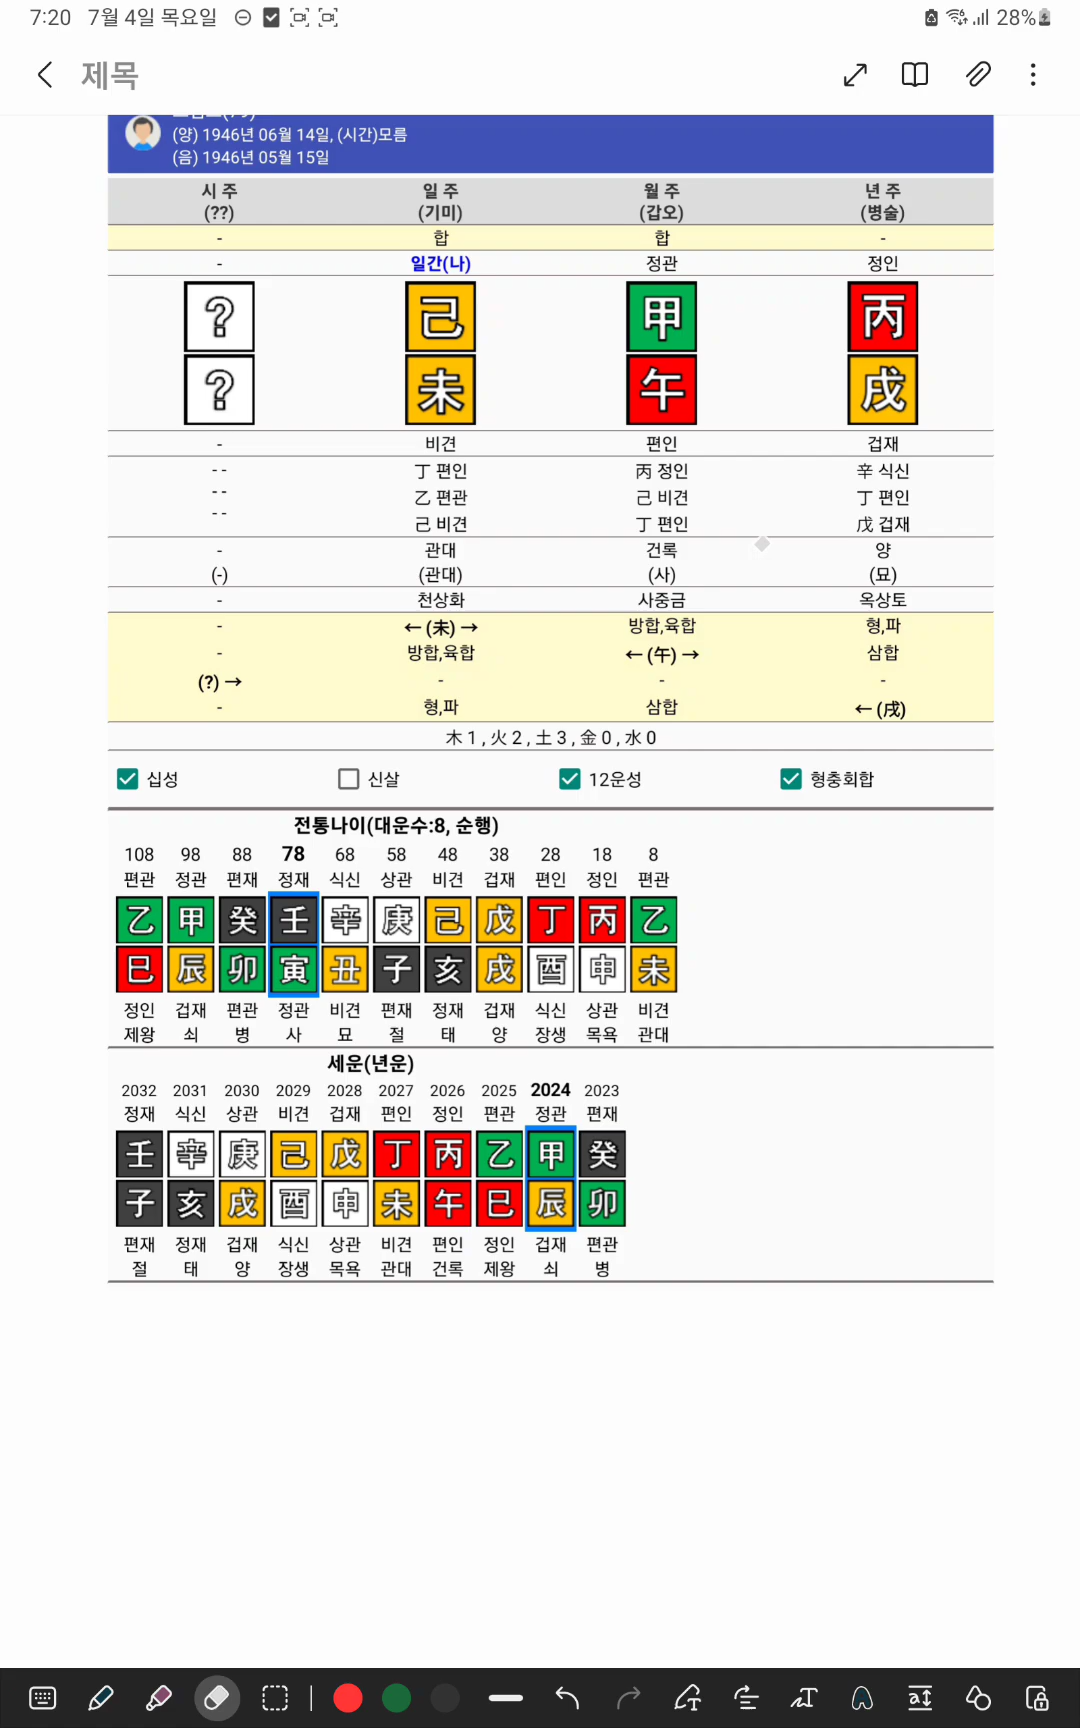 7:20 7월 4일 목요일 28%
제목
(양) 1946년 06월 14일, (시간)모름
(음) 1946년 05월 15일
시 주 일 주 월 주 년 주
(??) (기미) (갑오) (병술)
- 합 합 -
- 일간(나) 정관 정인
? 己 甲 丙
? 未 午 戌
- 비견 편인 겁재
- - 丁 편인 丙 정인 辛 식신
- - 乙 편관 己 비견 丁 편인
- - 己 비견 丁 편인 戊 겁재
- 관대 건록 양
(-) (관대) (사) (묘)
- 천상화 사중금 옥상토
- ←(未)→ 방합,육합 형,파
- 방합,육합 ←(午)→ 삼합
(?)→ - - -
- 형,파 삼합 ←(戌)
木1,火2,土3,金0,水0
십성 신살 12운성 형충회합
전통나이(대운수:8, 순행)
108 98 88 78 68 58 48 38 28 18 8
편관 정관 편재 정재 식신 상관 비견 겁재 편인 정인 편관
乙 甲 癸 壬 辛 庚 己 戊 丁 丙 乙
巳 辰 卯 寅 丑 子 亥 戌 酉 申 未
정인 겁재 편관 정관 비견 편재 정재 겁재 식신 상관 비견
제왕 쇠 병 사 묘 절 태 양 장생 목욕 관대
세운(년운)
2032 2031 2030 2029 2028 2027 2026 2025 2024 2023
정재 식신 상관 비견 겁재 편인 정인 편관 정관 편재
壬 辛 庚 己 戊 丁 丙 乙 甲 癸
子 亥 戌 酉 申 未 午 巳 辰 卯
편재 정재 겁재 식신 상관 비견 편인 정인 겁재 편관
절 태 양 장생 목욕 관대 건록 제왕 쇠 병